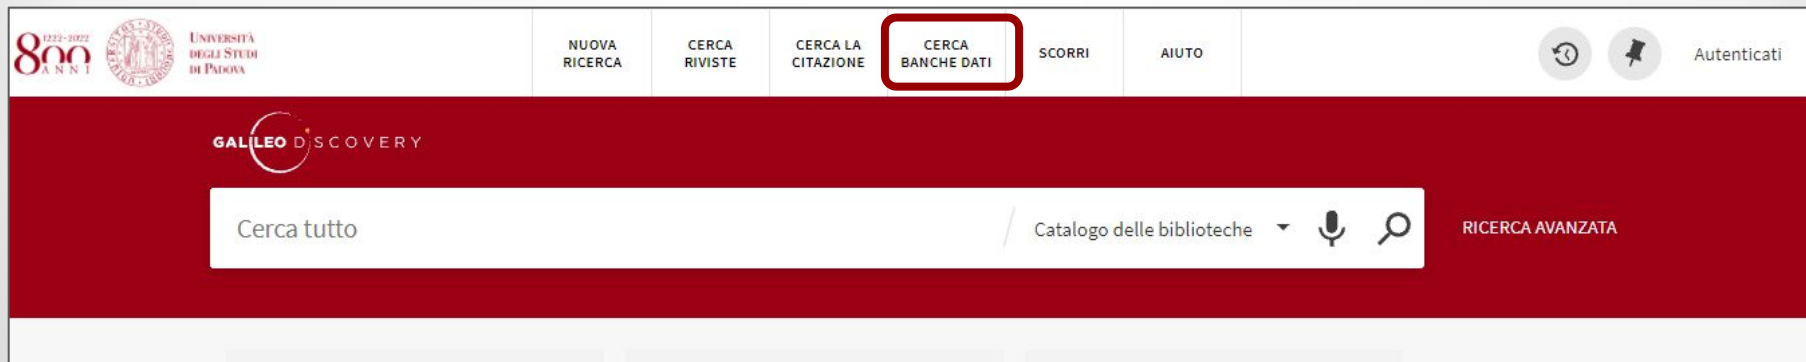 800 1222-2022
ANNI
UNIVERSITÀ
DEGLI STUDI
DI PADOVA
NUOVA
RICERCA
CERCA
RIVISTE
CERCA LA
CITAZIONE
CERCA
BANCHE DATI
SCORRI
AIUTO
Autenticati
GALILEO DISCOVERY
Cerca tutto
Catalogo delle biblioteche
RICERCA AVANZATA